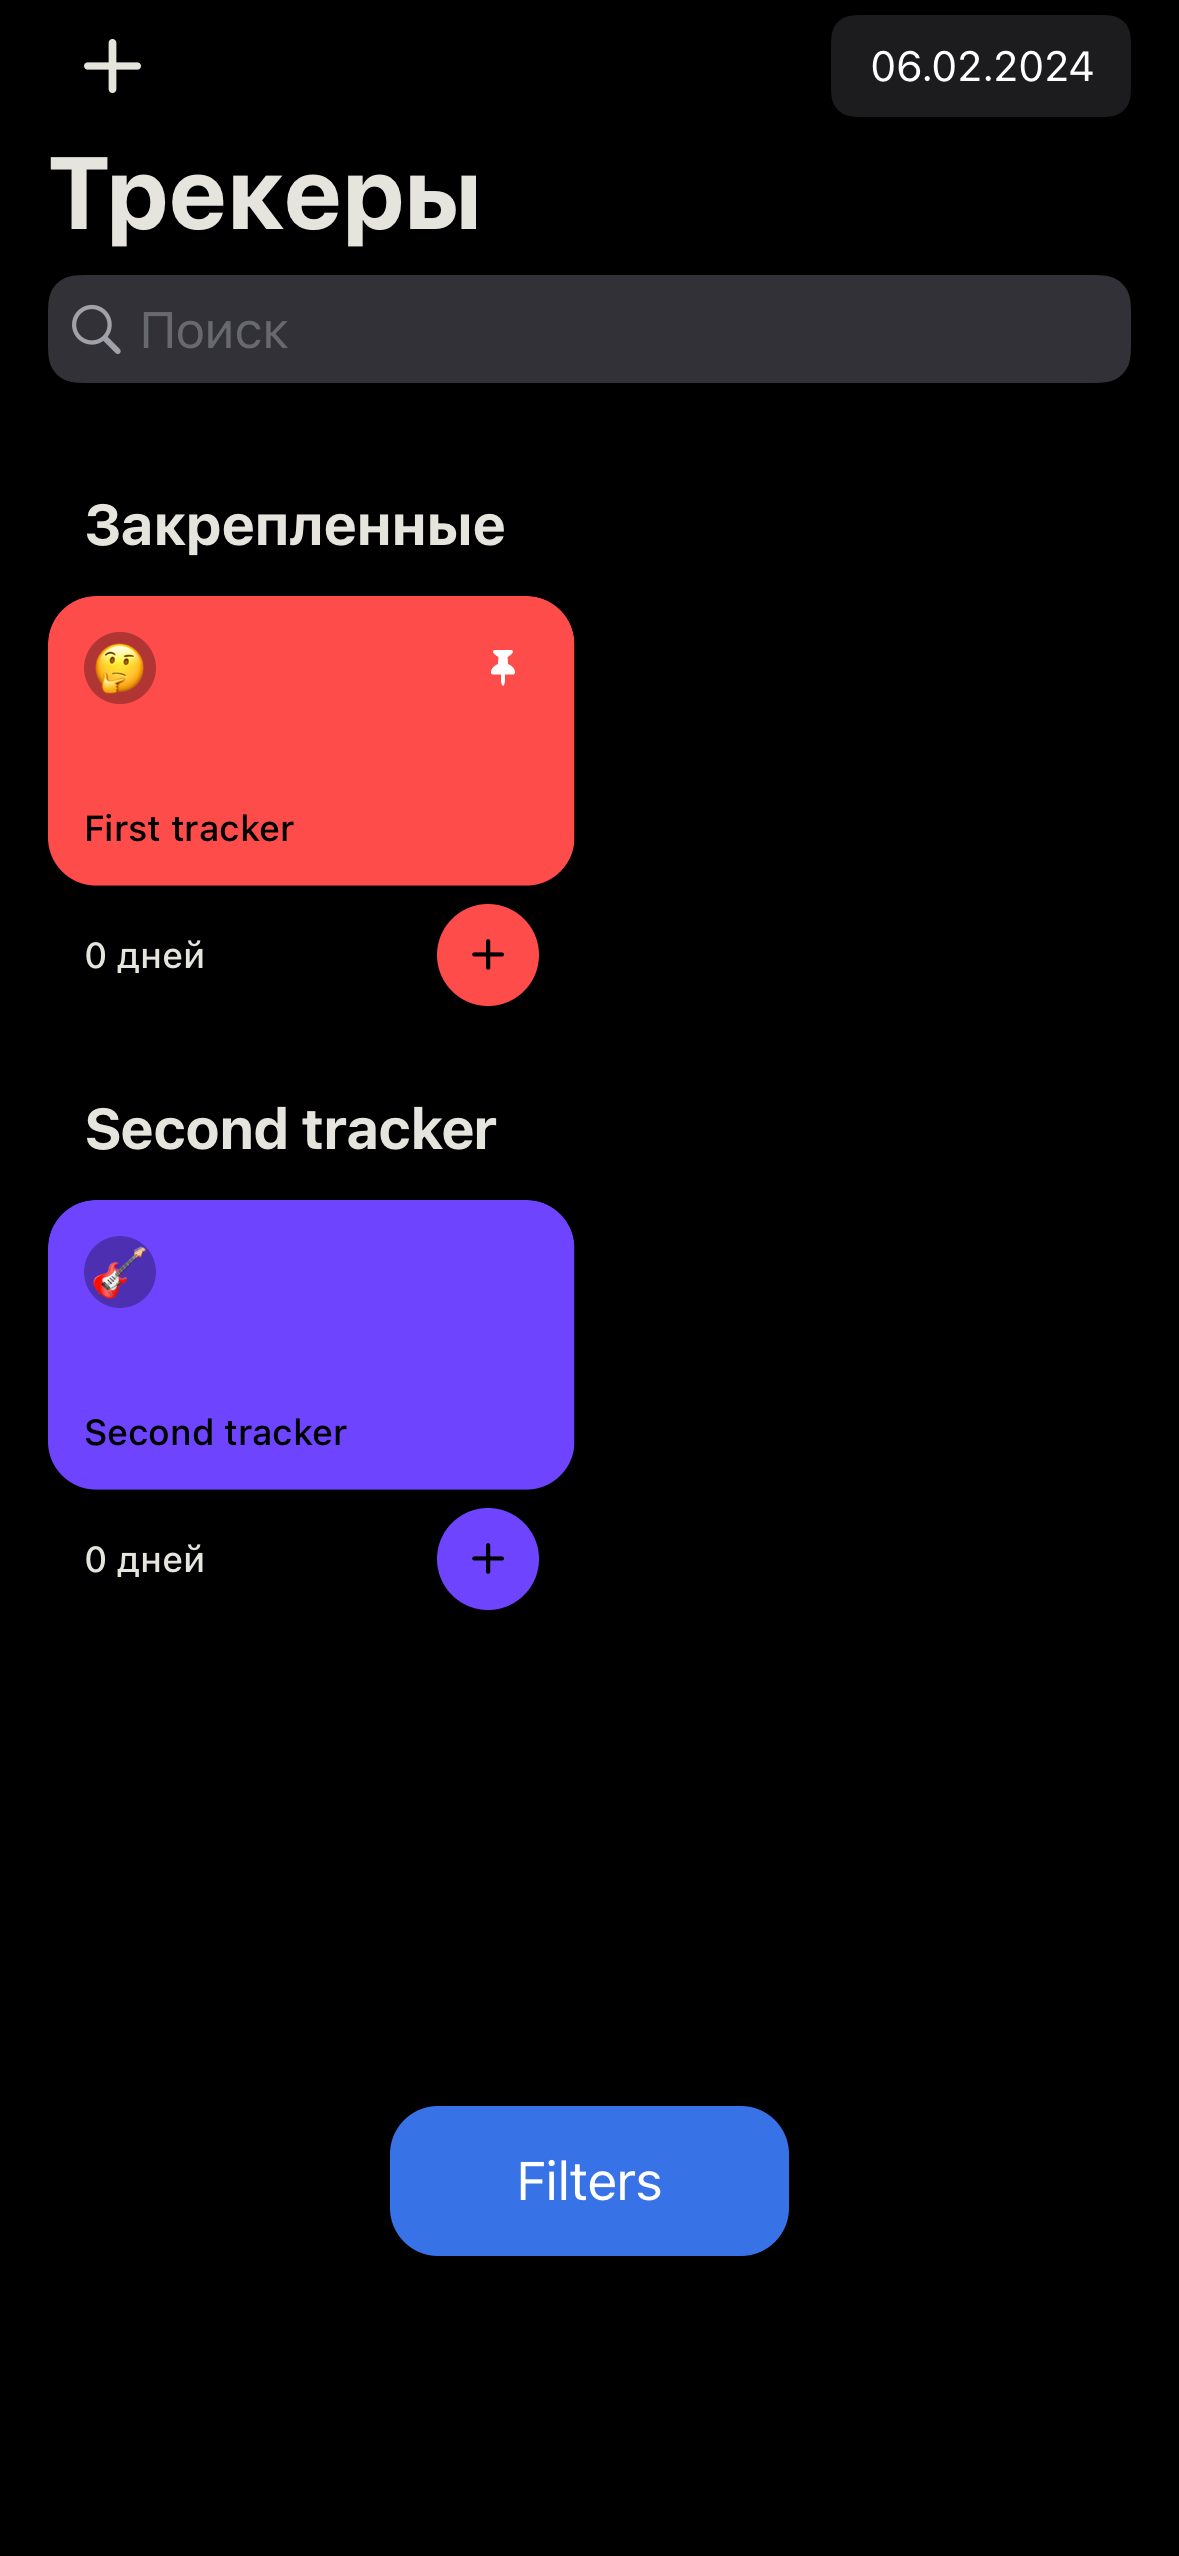 06.02.2024
Трекеры
Поиск
Закрепленные
First tracker
0 дней
Second tracker
Second tracker
0 дней
Filters